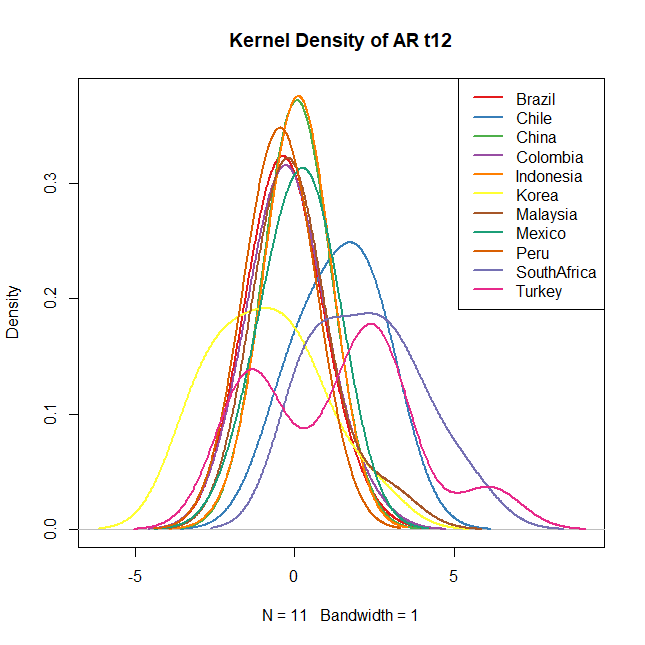 Kernel Density of AR t12
Brazil
Chile
China
Colombia
Indonesia
Korea
Malaysia
Mexico
Peru
SouthAfrica
Turkey
Density
0.3
0.2
0.1
0.0
-5
0
5
N = 11 Bandwidth = 1